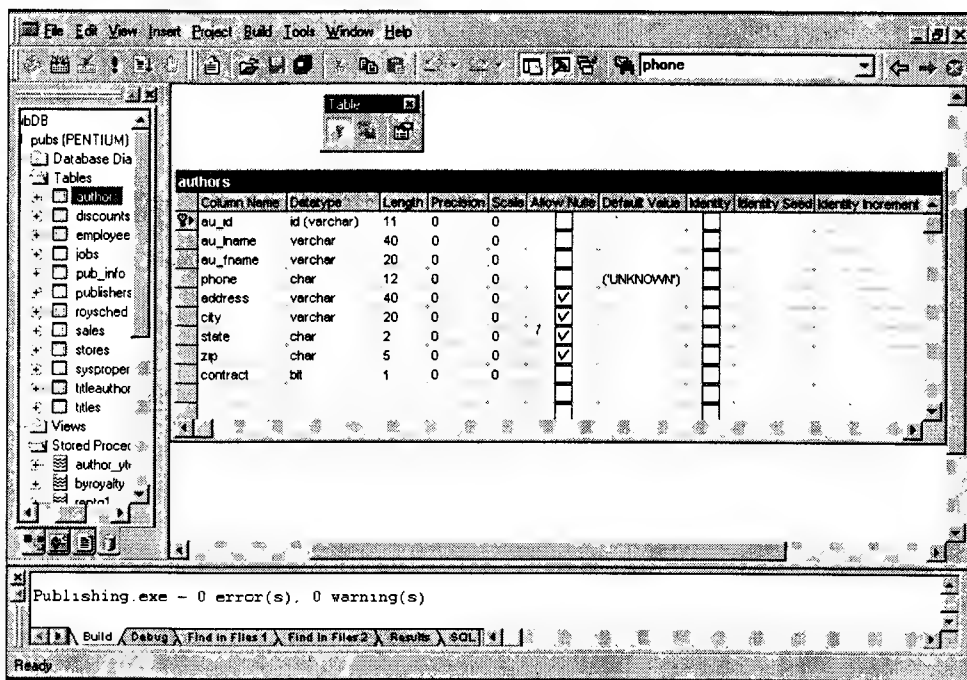 File Edit View Insert Project Build Tools Window Help
phone
Table
bDB
pubs (PENTIUM)
Database Dia
Tables
authors
discounts
employee
jobs
pub_info
publishers
roysched
sales
stores
sysproper
titleauthor
titles
Views
Stored Proced
author_yb
byroyalty
reptq1
authors
Column Name Datatype Length Precision Scale Allow Nulls Default Value Identity Identity Seed Identity Increment
au_id id (varchar) 11 0 0
au_lname varchar 40 0 0
au_fname varchar 20 0 0
phone char 12 0 0 ('UNKNOWN')
address varchar 40 0 0
city varchar 20 0 0
state char 2 0 0
zip char 5 0 0
contract bit 1 0 0
Publishing.exe - 0 error(s), 0 warning(s)
Build Debug Find in Files 1 Find in Files 2 Results SQL
Ready